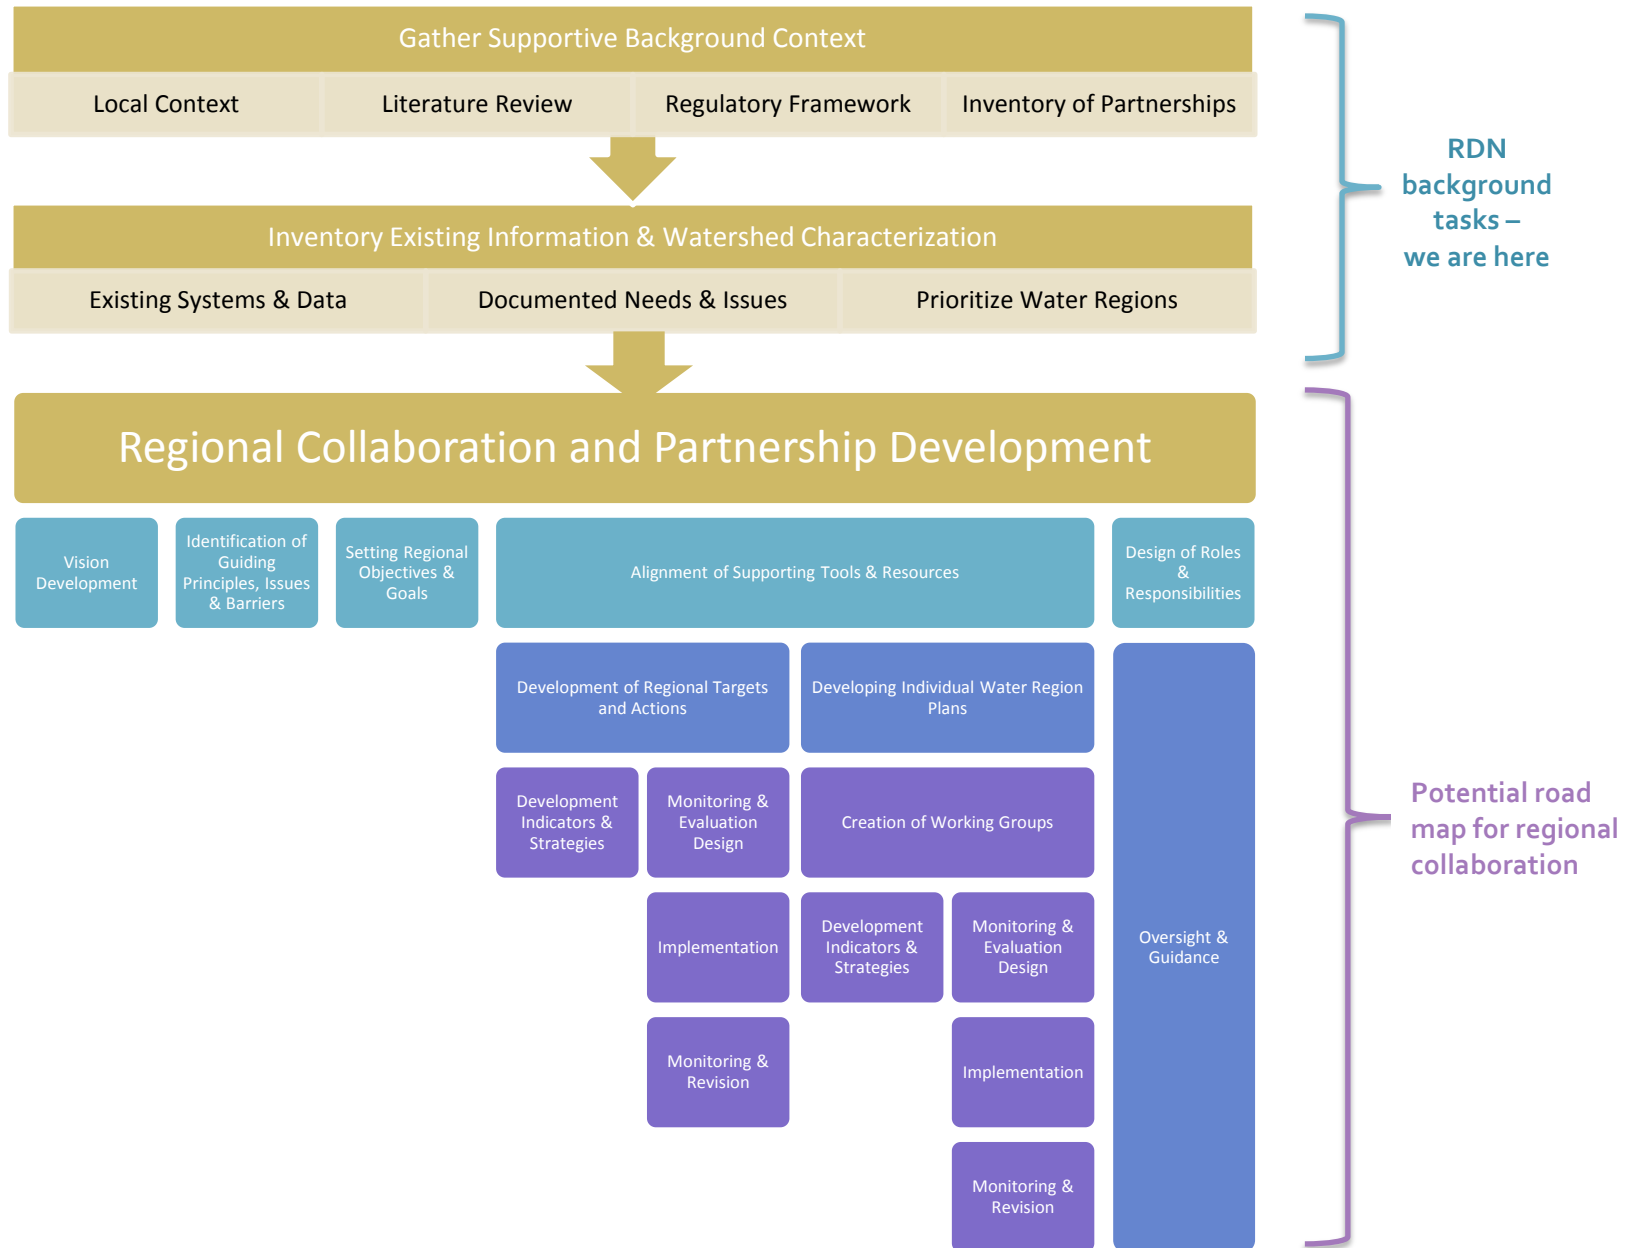 Gather Supportive Background Context
Local Context
Literature Review
Regulatory Framework
Inventory of Partnerships
Inventory Existing Information & Watershed Characterization
Existing Systems & Data
Documented Needs & Issues
Prioritize Water Regions
RDN
background
tasks –
we are here
Regional Collaboration and Partnership Development
Vision
Development
Identification of
Guiding
Principles, Issues
& Barriers
Setting Regional
Objectives &
Goals
Alignment of Supporting Tools & Resources
Design of Roles
&
Responsibilities
Development of Regional Targets
and Actions
Developing Individual Water Region
Plans
Development
Indicators &
Strategies
Monitoring &
Evaluation
Design
Creation of Working Groups
Implementation
Development
Indicators &
Strategies
Monitoring &
Evaluation
Design
Oversight &
Guidance
Monitoring &
Revision
Implementation
Monitoring &
Revision
Potential road
map for regional
collaboration